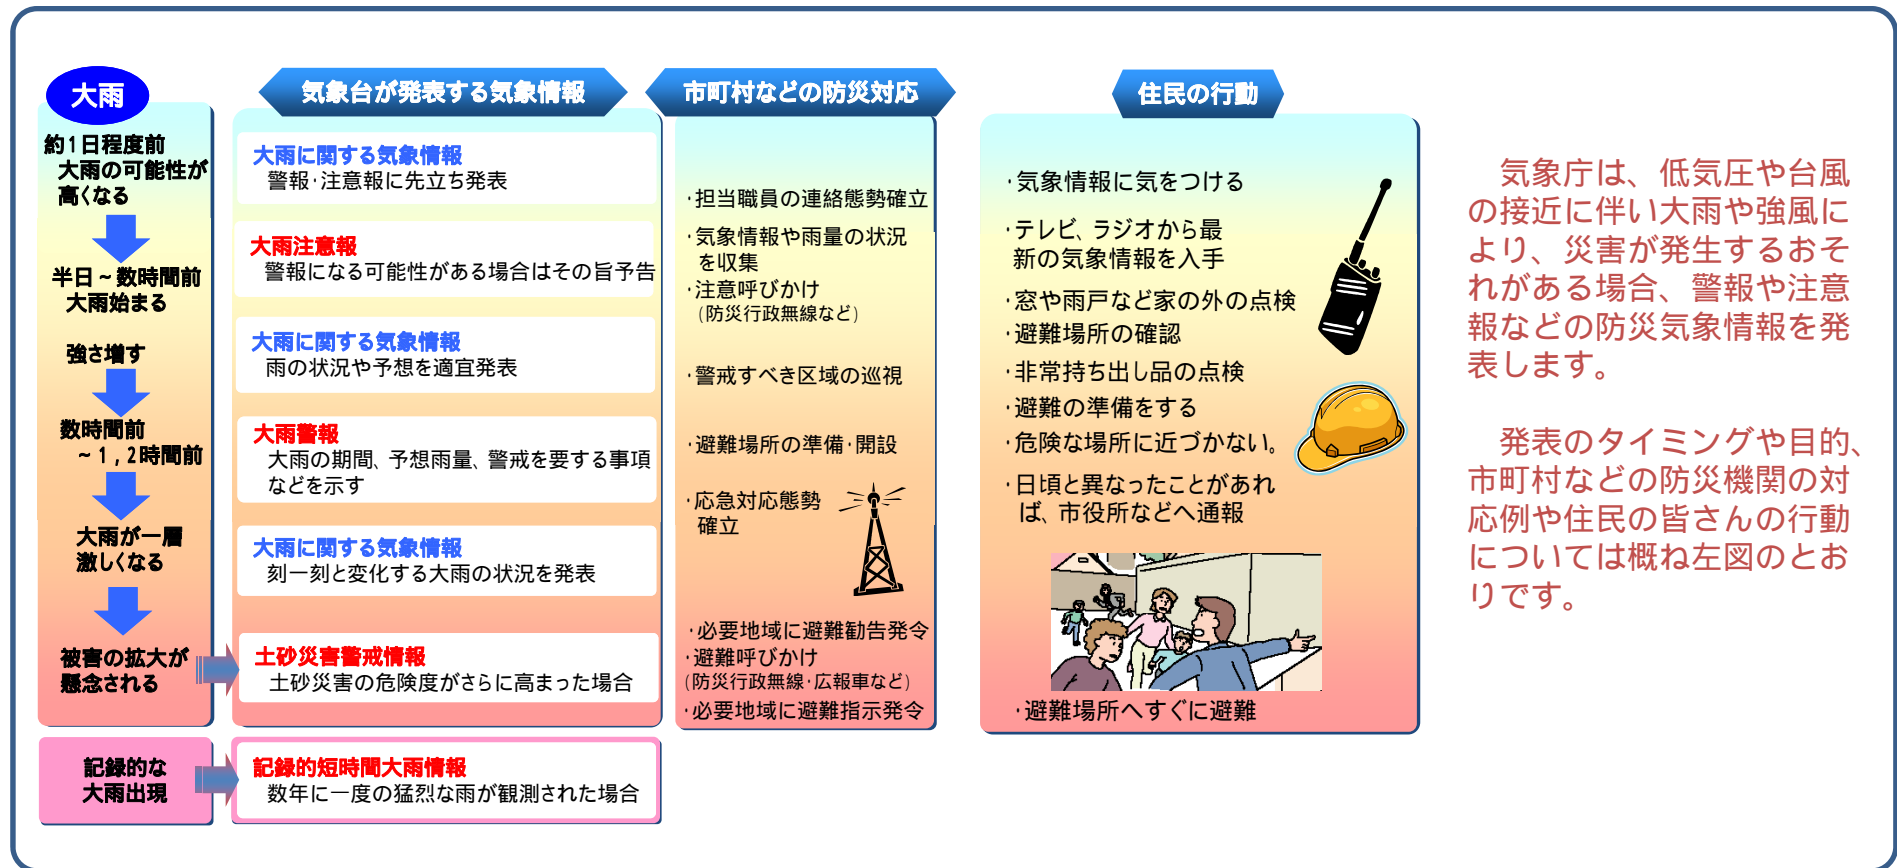 大雨
約1日程度前
大雨の可能性が
高くなる
半日~数時間前
大雨始まる
強さ増す
数時間前
~1,2時間前
大雨が一層
激しくなる
被害の拡大が
懸念される
記録的な
大雨出現
気象台が発表する気象情報
大雨に関する気象情報
警報・注意報に先立ち発表
大雨注意報
警報になる可能性がある場合はその旨予告
大雨に関する気象情報
雨の状況や予想を適宜発表
大雨警報
大雨の期間、予想雨量、警戒を要する事項
などを示す
大雨に関する気象情報
刻一刻と変化する大雨の状況を発表
土砂災害警戒情報
土砂災害の危険度がさらに高まった場合
記録的短時間大雨情報
数年に一度の猛烈な雨が観測された場合
市町村などの防災対応
・担当職員の連絡態勢確立
・気象情報や雨量の状況
を収集
・注意呼びかけ
(防災行政無線など)
・警戒すべき区域の巡視
・避難場所の準備・開設
・応急対応態勢
確立
・必要地域に避難勧告発令
・避難呼びかけ
(防災行政無線・広報車など)
・必要地域に避難指示発令
住民の行動
・気象情報に気をつける
・テレビ、ラジオから最
新の気象情報を入手
・窓や雨戸など家の外の点検
・避難場所の確認
・非常持ち出し品の点検
・避難の準備をする
・危険な場所に近づかない。
・日頃と異なったことがあれ
ば、市役所などへ通報
・避難場所へすぐに避難
気象庁は、低気圧や台風
の接近に伴い大雨や強風に
より、災害が発生するおそ
れがある場合、警報や注意
報などの防災気象情報を発
表します。
発表のタイミングや目的、
市町村などの防災機関の対
応例や住民の皆さんの行動
については概ね左図のとお
りです。